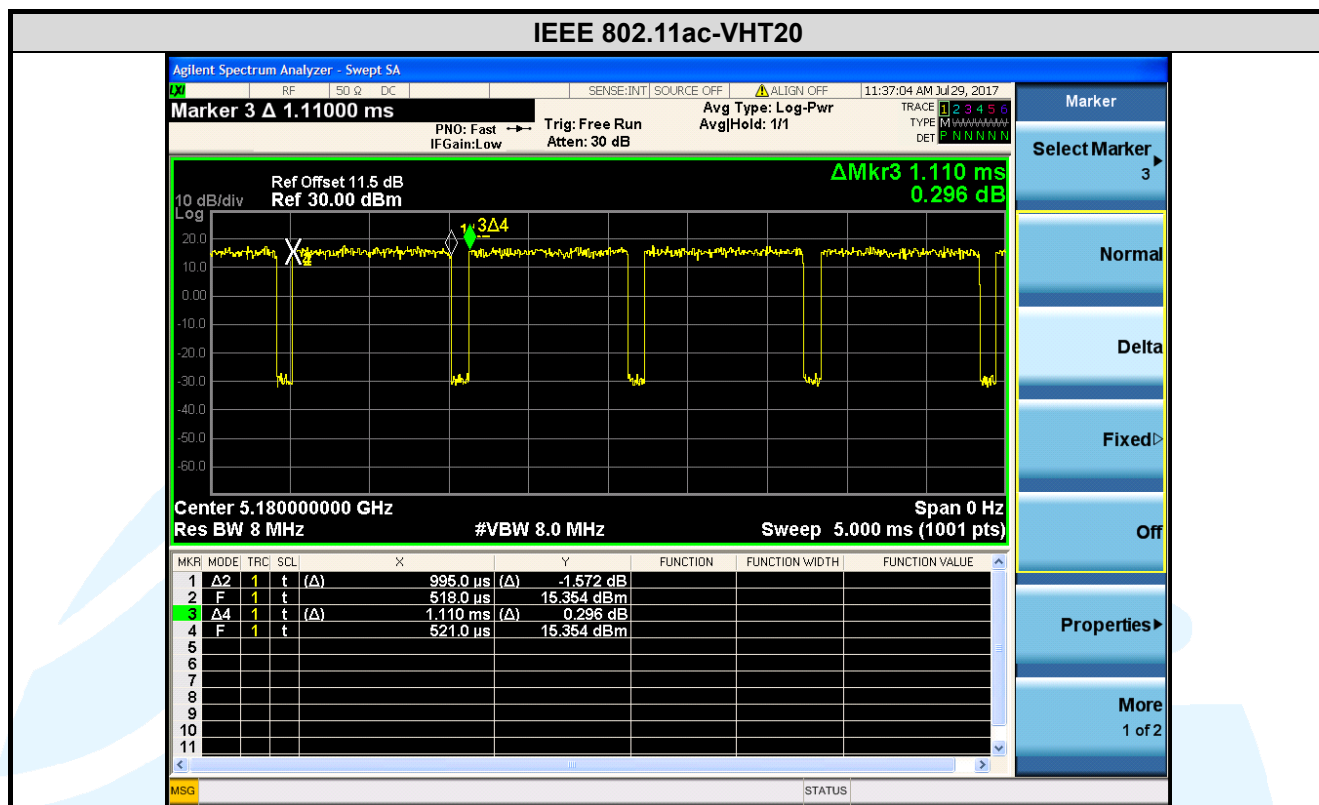 IEEE 802.11ac-VHT20
Agilent Spectrum Analyzer - Swept SA
LXI RF 50 Ω DC SENSE:INT SOURCE OFF ALIGN OFF 11:37:04 AM Jul 29, 2017
Marker 3 Δ 1.11000 ms
PNO: Fast
IFGain:Low
Trig: Free Run
Atten: 30 dB
Avg Type: Log-Pwr
Avg|Hold: 1/1
TRACE 1 2 3 4 5 6
TYPE M
DET P N N N N N
ΔMkr3 1.110 ms
0.296 dB
Ref Offset 11.5 dB
10 dB/div Ref 30.00 dBm
Log
20.0
10.0
0.00
-10.0
-20.0
-30.0
-40.0
-50.0
-60.0
3Δ4
Center 5.180000000 GHz Span 0 Hz
Res BW 8 MHz #VBW 8.0 MHz Sweep 5.000 ms (1001 pts)
MKR MODE TRC SCL X Y FUNCTION FUNCTION WIDTH FUNCTION VALUE
1 Δ2 1 t (Δ) 995.0 µs (Δ) -1.572 dB
2 F 1 t 518.0 µs 15.354 dBm
3 Δ4 1 t (Δ) 1.110 ms (Δ) 0.296 dB
4 F 1 t 521.0 µs 15.354 dBm
5
6
7
8
9
10
11
MSG STATUS
Marker
Select Marker
3
Normal
Delta
Fixed
Off
Properties
More
1 of 2